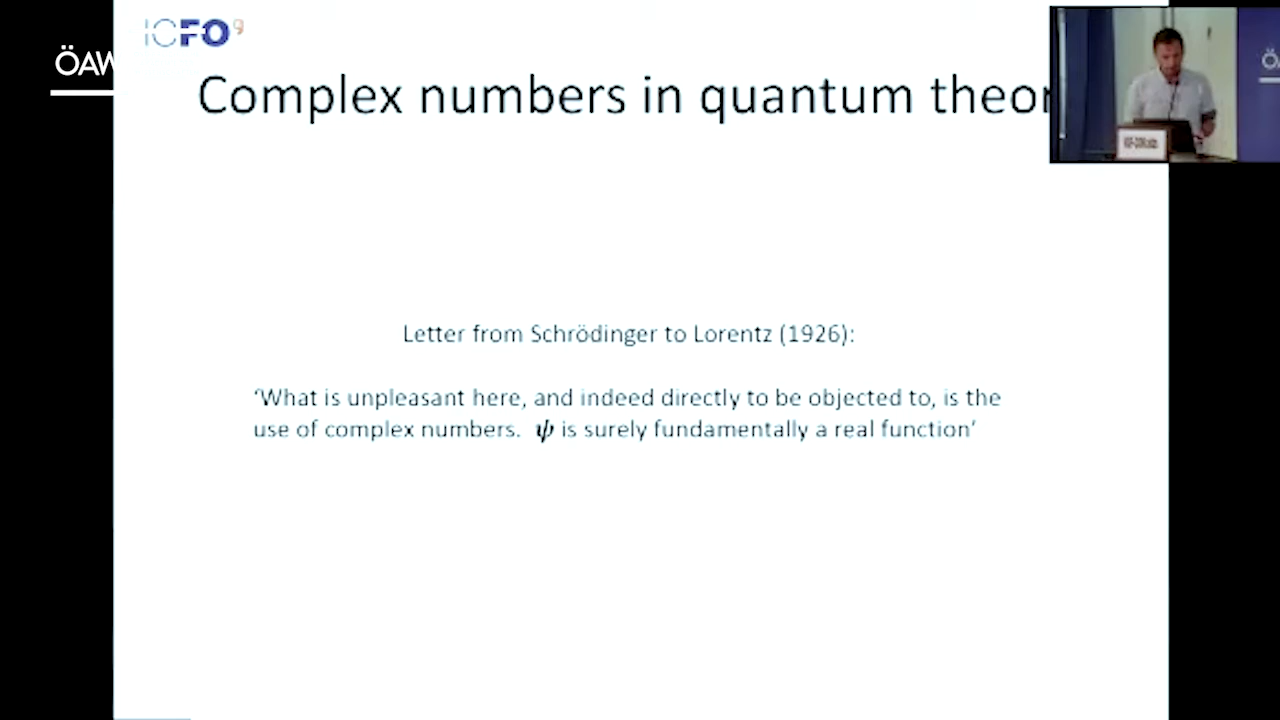 ICFO9
ÖAW
Complex numbers in quantum theor
Letter from Schrödinger to Lorentz (1926):
‘What is unpleasant here, and indeed directly to be objected to, is the
use of complex numbers. ψ is surely fundamentally a real function’